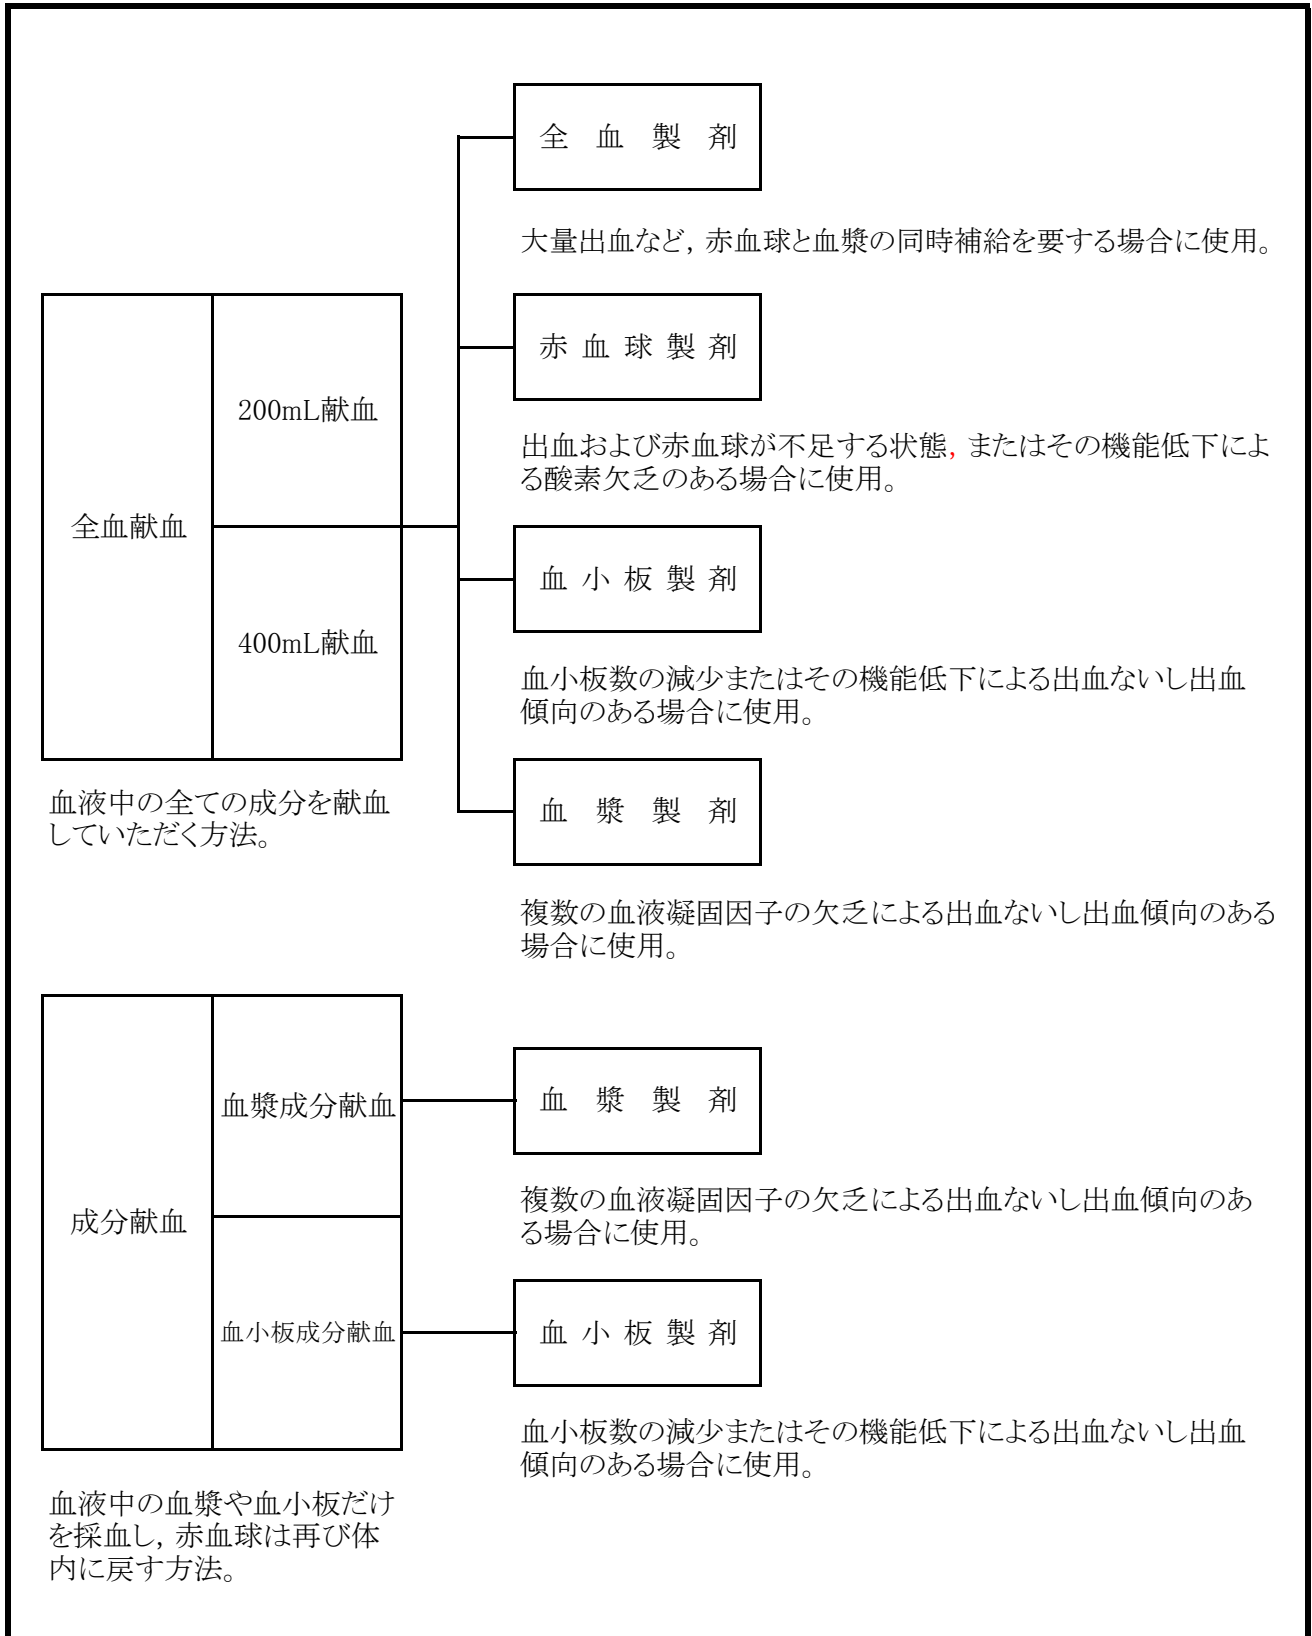 全血製剤
大量出血など, 赤血球と血漿の同時補給を要する場合に使用。
赤血球製剤
200mL献血
出血および赤血球が不足する状態, またはその機能低下によ
る酸素欠乏のある場合に使用。
全血献血
血小板製剤
400mL献血
血小板数の減少またはその機能低下による出血ないし出血
傾向のある場合に使用。
血液中の全ての成分を献血
していただく方法。
血漿製剤
複数の血液凝固因子の欠乏による出血ないし出血傾向のある
場合に使用。
血漿成分献血
血漿製剤
複数の血液凝固因子の欠乏による出血ないし出血傾向のあ
る場合に使用。
成分献血
血小板成分献血
血小板製剤
血小板数の減少またはその機能低下による出血ないし出血
傾向のある場合に使用。
血液中の血漿や血小板だけ
を採血し, 赤血球は再び体
内に戻す方法。